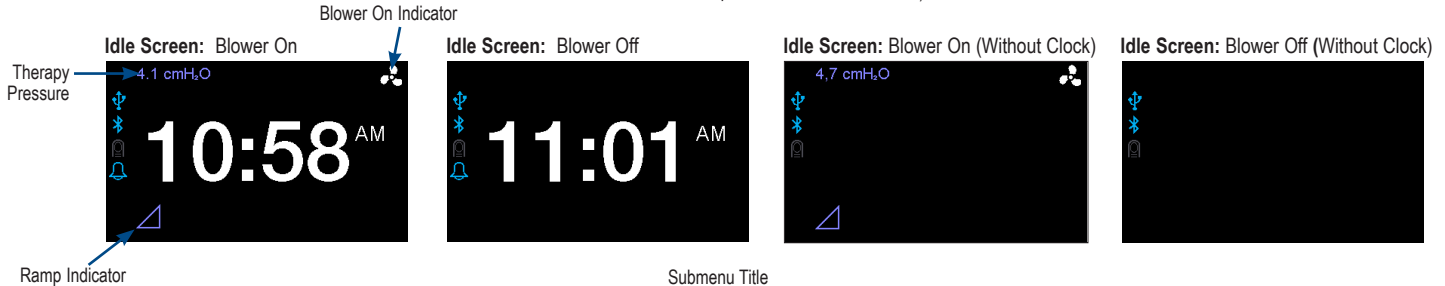 Blower On Indicator
Idle Screen: Blower On
Idle Screen: Blower Off
Idle Screen: Blower On (Without Clock)
Idle Screen: Blower Off (Without Clock)
Therapy
Pressure
4.1 cmH₂O
10:58 AM
11:01 AM
4,7 cmH₂O
Ramp Indicator
Submenu Title